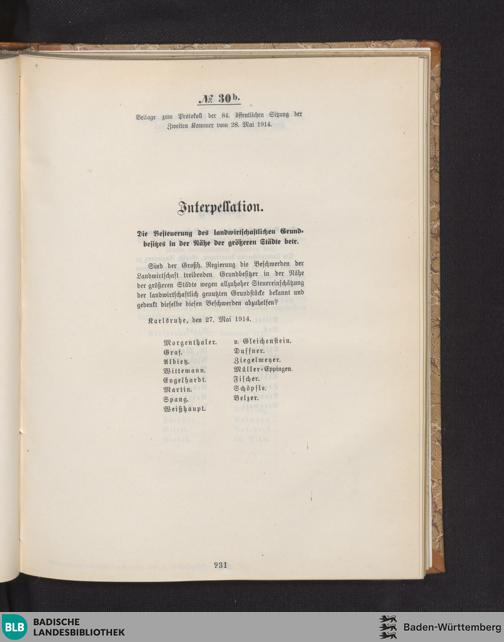 № 30b.
Beilage zum Protokoll der 84. öffentlichen Sitzung der
Zweiten Kammer vom 28. Mai 1914.
Interpellation.
Die Besteuerung des landwirtschaftlichen Grund-
besitzes in der Nähe der größeren Städte betr.
Sind der Großh. Regierung die Beschwerden der
Landwirtschaft treibenden Grundbesitzer in der Nähe
der größeren Städte wegen allzuhoher Steuereinschätzung
der landwirtschaftlich genutzten Grundstücke bekannt und
gedenkt dieselbe diesen Beschwerden abzuhelfen?
Karlsruhe, den 27. Mai 1914.
Morgenthaler. v. Gleichenstein.
Graf. Duffner.
Albietz. Ziegelmeyer.
Wittemann. Müller-Eppingen.
Engelhardt. Fischer.
Martin. Schöpfle.
Spang. Belzer.
Weißhaupt.
931
BLB BADISCHE
LANDESBIBLIOTHEK
Baden-Württemberg